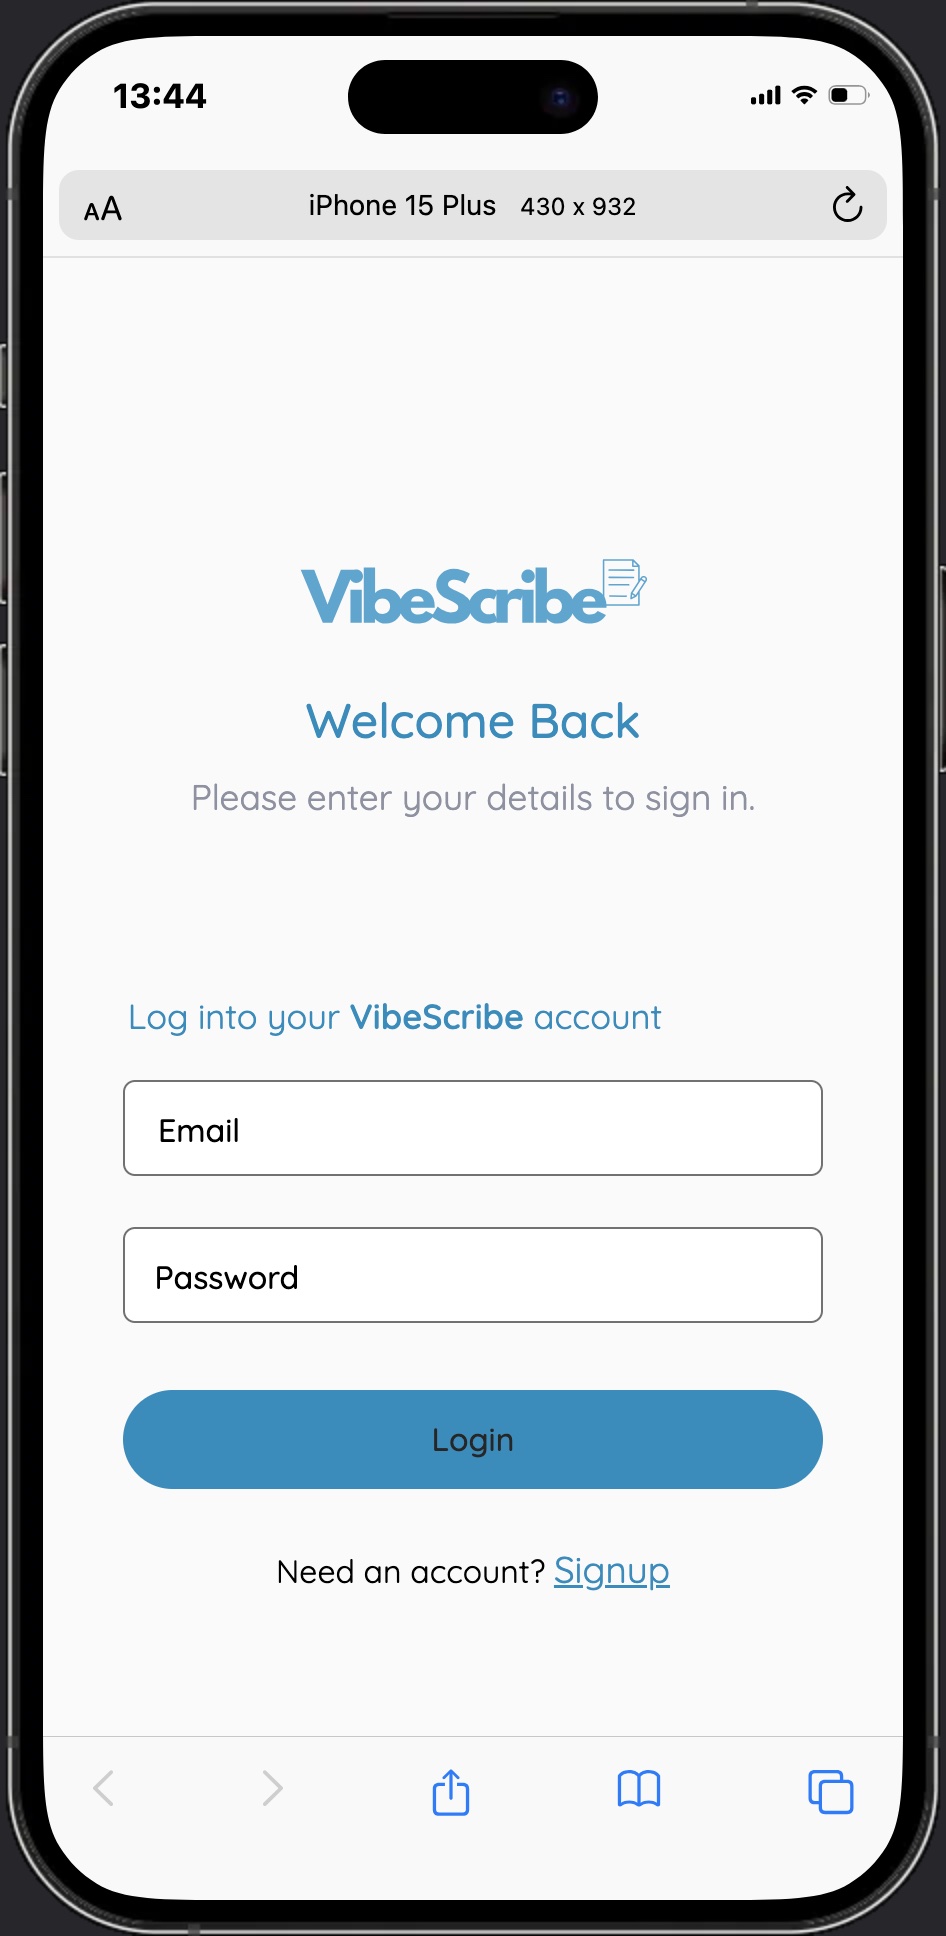 13:44
AA iPhone 15 Plus 430 x 932
VibeScribe
Welcome Back
Please enter your details to sign in.
Log into your VibeScribe account
Email
Password
Login
Need an account? Signup